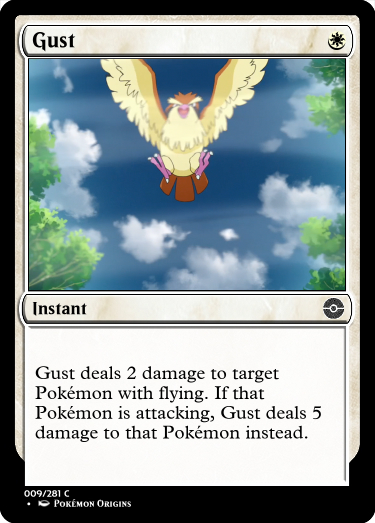 Gust
Instant
Gust deals 2 damage to target
Pokémon with flying. If that
Pokémon is attacking, Gust deals 5
damage to that Pokémon instead.
009/281 C
• Pokémon Origins